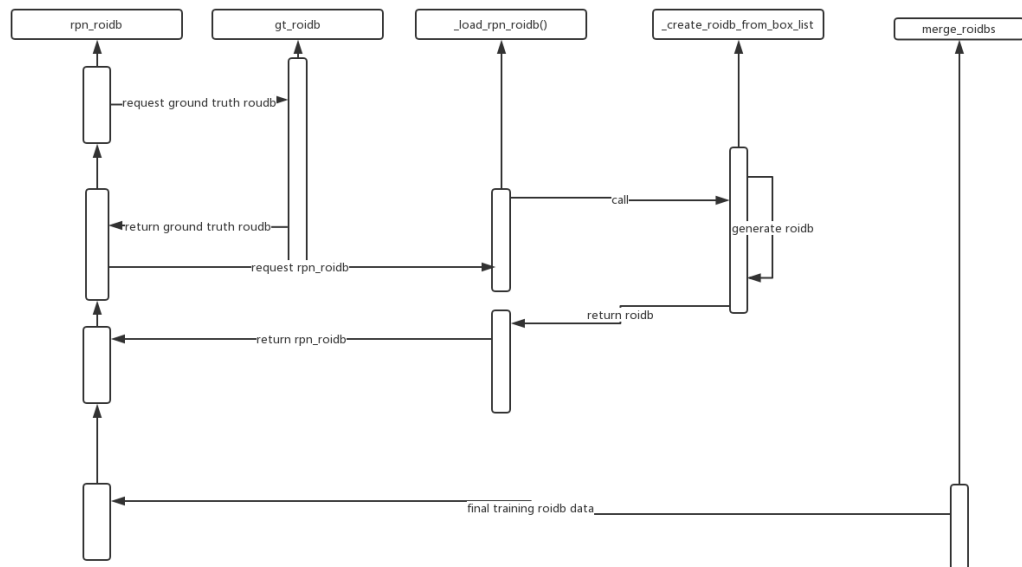 rpn_roidb
gt_roidb
_load_rpn_roidb()
_create_roidb_from_box_list
merge_roidbs
request ground truth roudb
call
return ground truth roudb
generate roidb
request rpn_roidb
return roidb
return rpn_roidb
final training roidb data